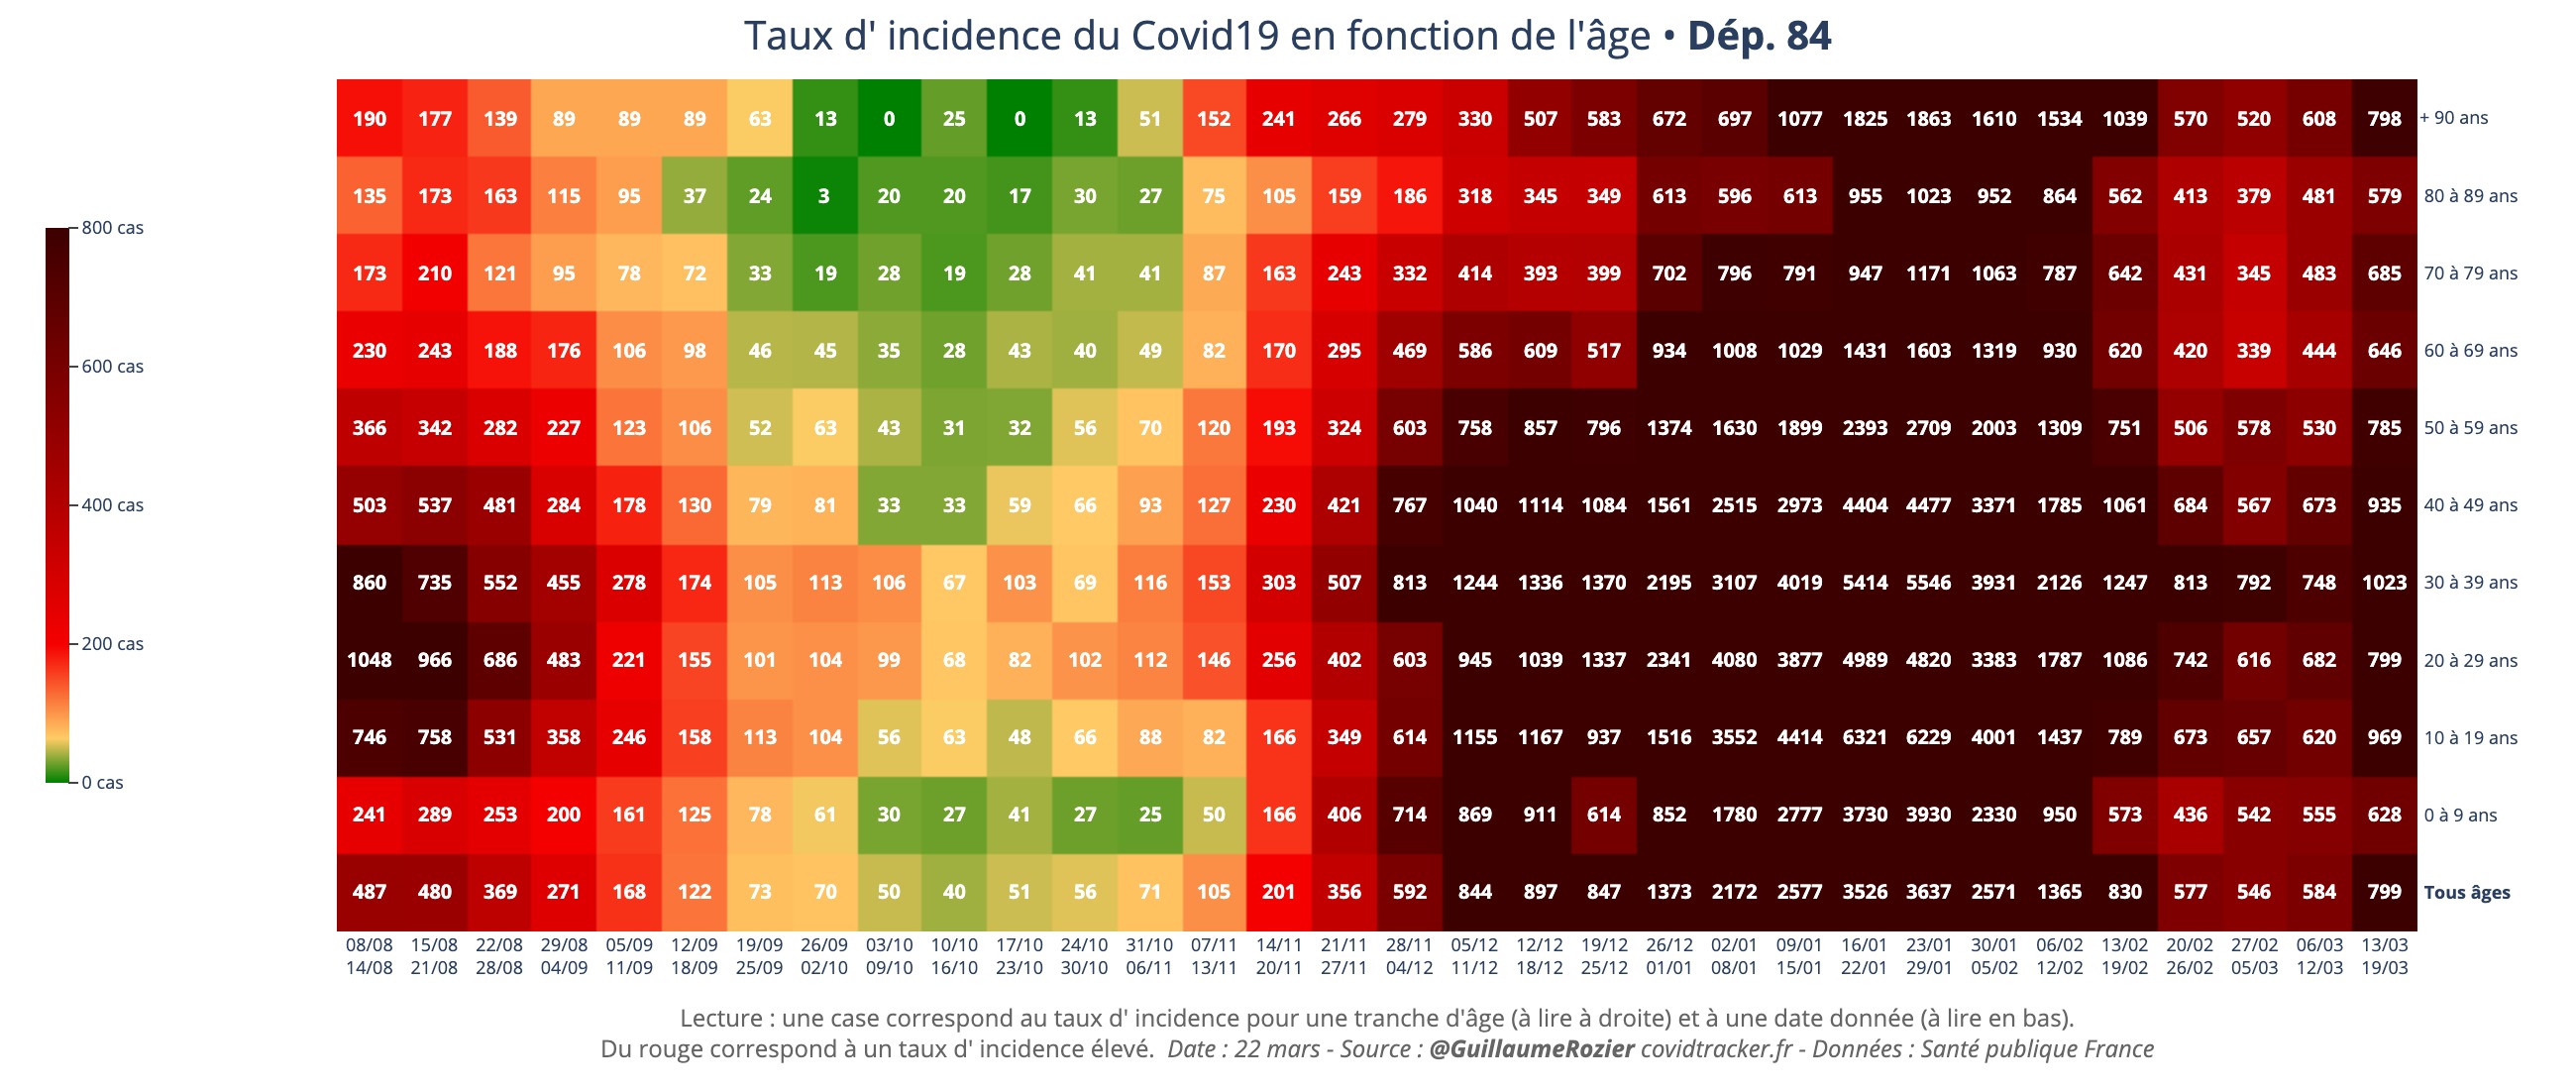 Taux d' incidence du Covid19 en fonction de l'âge • Dép. 84
190 177 139 89 89 89 63 13 0 25 0 13 51 152 241 266 279 330 507 583 672 697 1077 1825 1863 1610 1534 1039 570 520 608 798 + 90 ans
135 173 163 115 95 37 24 3 20 20 17 30 27 75 105 159 186 318 345 349 613 596 613 955 1023 952 864 562 413 379 481 579 80 à 89 ans
173 210 121 95 78 72 33 19 28 19 28 41 41 87 163 243 332 414 393 399 702 796 791 947 1171 1063 787 642 431 345 483 685 70 à 79 ans
230 243 188 176 106 98 46 45 35 28 43 40 49 82 170 295 469 586 609 517 934 1008 1029 1431 1603 1319 930 620 420 339 444 646 60 à 69 ans
366 342 282 227 123 106 52 63 43 31 32 56 70 120 193 324 603 758 857 796 1374 1630 1899 2393 2709 2003 1309 751 506 578 530 785 50 à 59 ans
503 537 481 284 178 130 79 81 33 33 59 66 93 127 230 421 767 1040 1114 1084 1561 2515 2973 4404 4477 3371 1785 1061 684 567 673 935 40 à 49 ans
860 735 552 455 278 174 105 113 106 67 103 69 116 153 303 507 813 1244 1336 1370 2195 3107 4019 5414 5546 3931 2126 1247 813 792 748 1023 30 à 39 ans
1048 966 686 483 221 155 101 104 99 68 82 102 112 146 256 402 603 945 1039 1337 2341 4080 3877 4989 4820 3383 1787 1086 742 616 682 799 20 à 29 ans
746 758 531 358 246 158 113 104 56 63 48 66 88 82 166 349 614 1155 1167 937 1516 3552 4414 6321 6229 4001 1437 789 673 657 620 969 10 à 19 ans
241 289 253 200 161 125 78 61 30 27 41 27 25 50 166 406 714 869 911 614 852 1780 2777 3730 3930 2330 950 573 436 542 555 628 0 à 9 ans
487 480 369 271 168 122 73 70 50 40 51 56 71 105 201 356 592 844 897 847 1373 2172 2577 3526 3637 2571 1365 830 577 546 584 799 Tous âges
08/08 15/08 22/08 29/08 05/09 12/09 19/09 26/09 03/10 10/10 17/10 24/10 31/10 07/11 14/11 21/11 28/11 05/12 12/12 19/12 26/12 02/01 09/01 16/01 23/01 30/01 06/02 13/02 20/02 27/02 06/03 13/03
14/08 21/08 28/08 04/09 11/09 18/09 25/09 02/10 09/10 16/10 23/10 30/10 06/11 13/11 20/11 27/11 04/12 11/12 18/12 25/12 01/01 08/01 15/01 22/01 29/01 05/02 12/02 19/02 26/02 05/03 12/03 19/03
800 cas
600 cas
400 cas
200 cas
0 cas
Lecture : une case correspond au taux d' incidence pour une tranche d'âge (à lire à droite) et à une date donnée (à lire en bas).
Du rouge correspond à un taux d' incidence élevé. Date : 22 mars - Source : @GuillaumeRozier covidtracker.fr - Données : Santé publique France